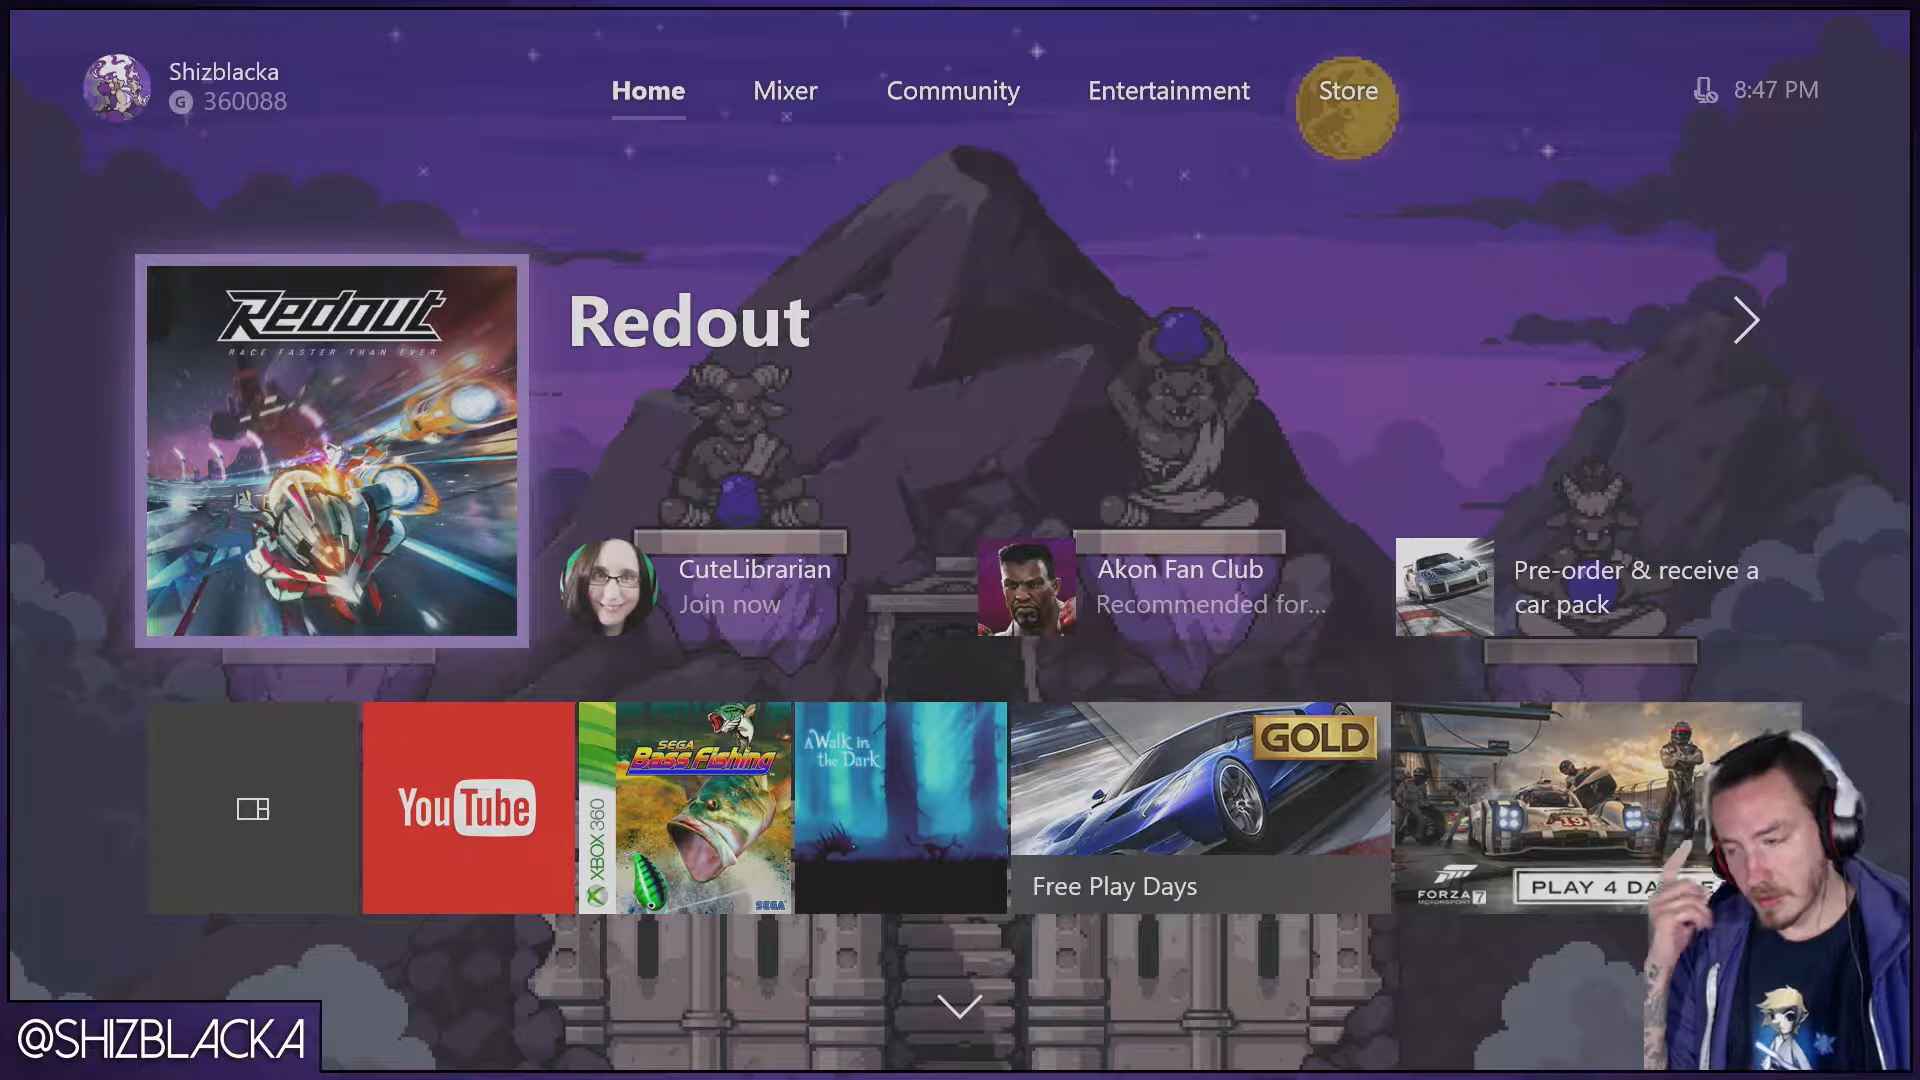 Shizblacka
G 360088
Home
Mixer
Community
Entertainment
Store
8:47 PM
Redout
RACE FASTER THAN EVER
Redout
CuteLibrarian
Join now
Akon Fan Club
Recommended for...
Pre-order & receive a
car pack
YouTube
XBOX 360
SEGA
Bass Fishing
SEGA
A Walk in
the Dark
GOLD
Free Play Days
FORZA
MOTORSPORT 7
PLAY 4 DA
@SHIZBLACKA